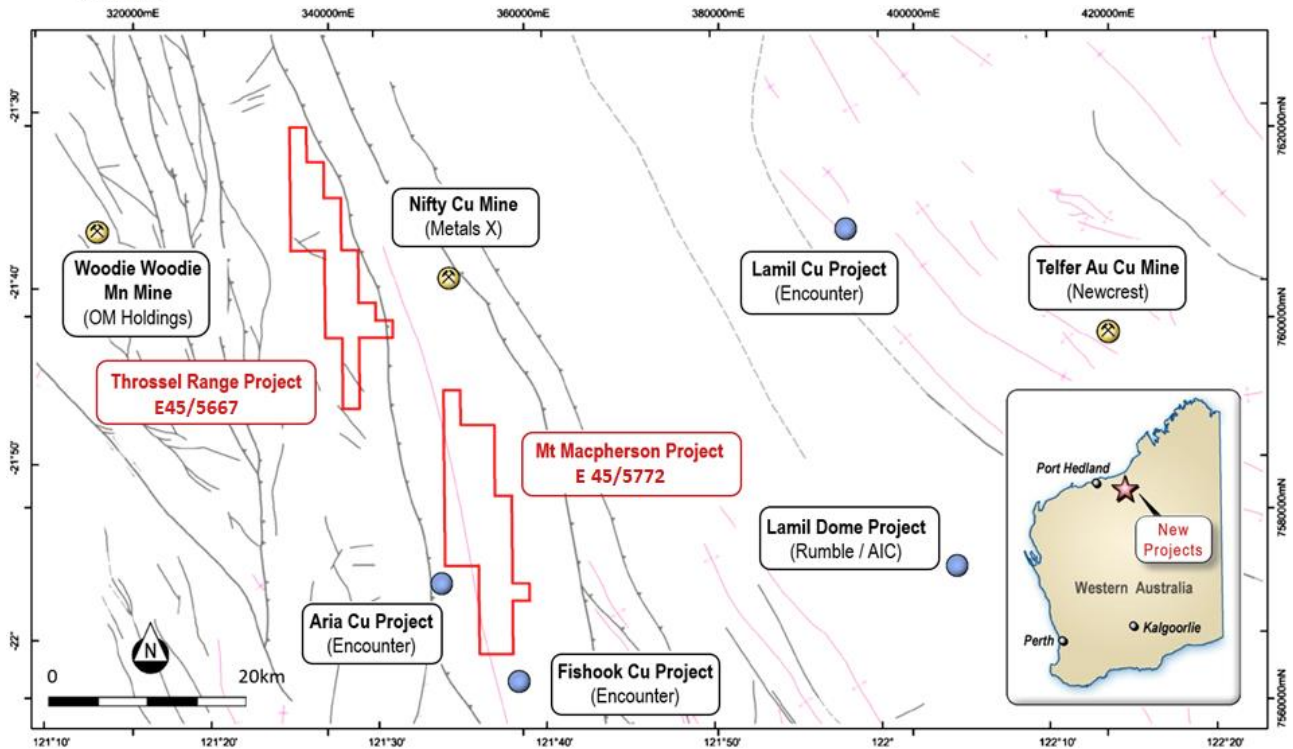 320000mE 340000mE 360000mE 380000mE 400000mE 420000mE
-21°30'
-21°40'
-21°50'
-22°
7620000mN
7600000mN
7580000mN
7560000mN
Woodie Woodie
Mn Mine
(OM Holdings)
Nifty Cu Mine
(Metals X)
Lamil Cu Project
(Encounter)
Telfer Au Cu Mine
(Newcrest)
Throssel Range Project
E45/5667
Mt Macpherson Project
E 45/5772
Lamil Dome Project
(Rumble / AIC)
Aria Cu Project
(Encounter)
Fishook Cu Project
(Encounter)
N
0 20km
Port Hedland
New
Projects
Western Australia
Kalgoorlie
Perth
121°10' 121°20' 121°30' 121°40' 121°50' 122° 122°10' 122°20'